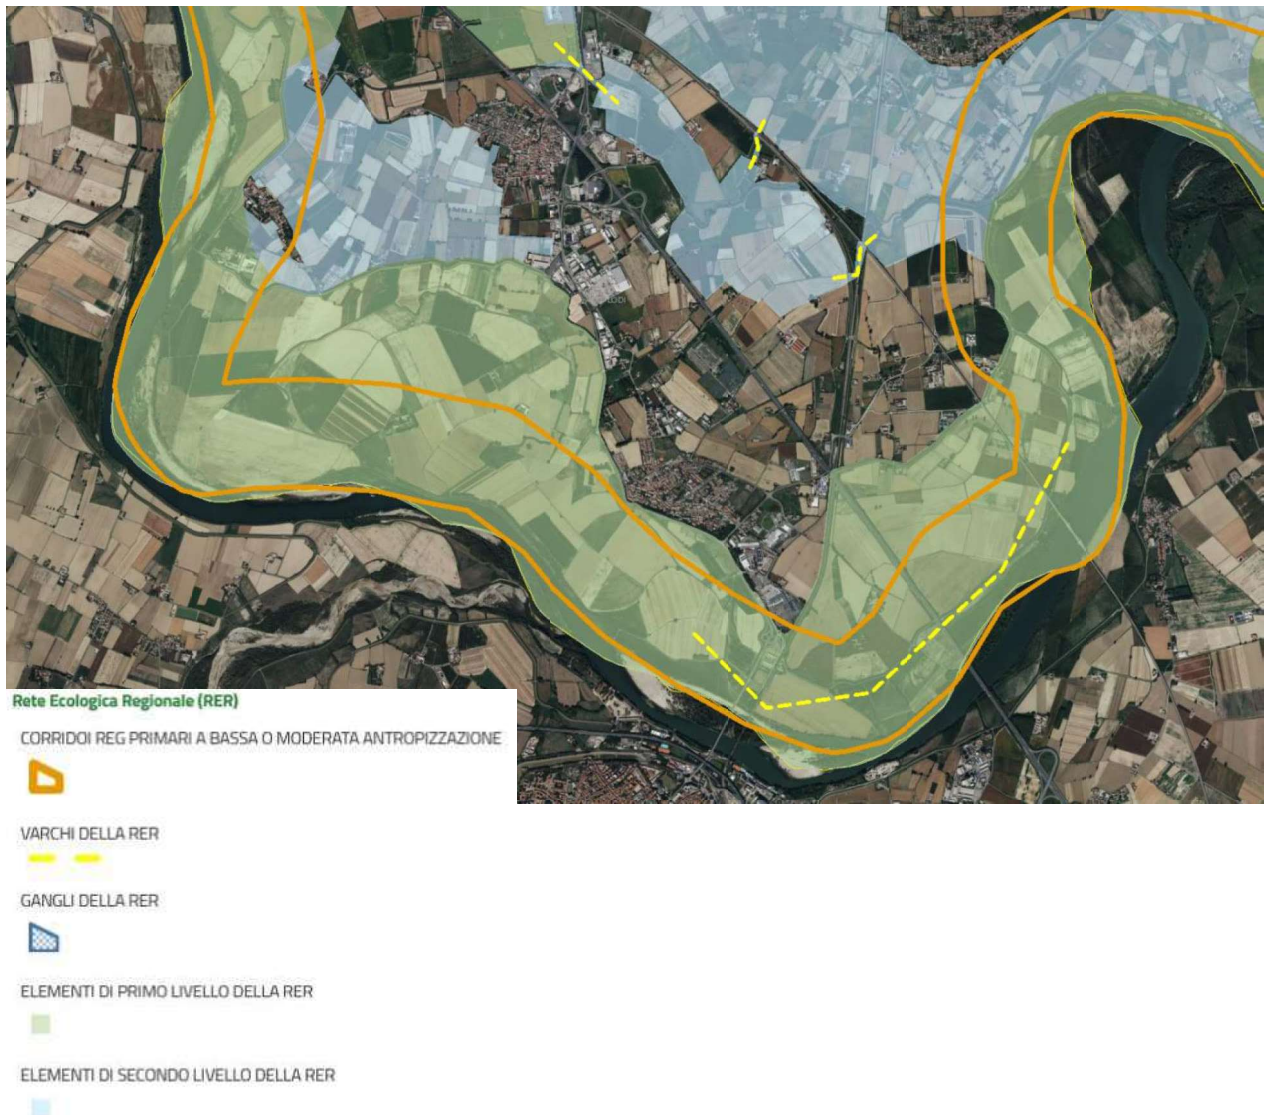 Rete Ecologica Regionale (RER)
CORRIDOI REG PRIMARI A BASSA O MODERATA ANTROPIZZAZIONE
VARCHI DELLA RER
GANGLI DELLA RER
ELEMENTI DI PRIMO LIVELLO DELLA RER
ELEMENTI DI SECONDO LIVELLO DELLA RER